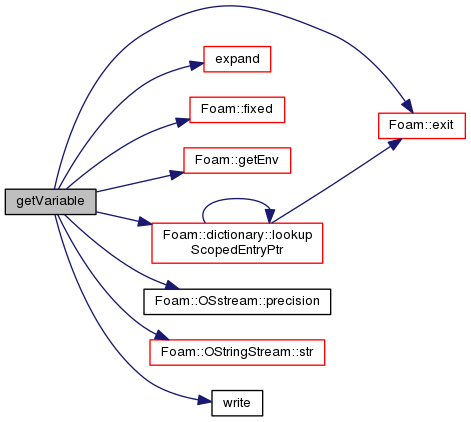 expand
Foam::fixed
Foam::exit
Foam::getEnv
getVariable
Foam::dictionary::lookup
ScopedEntryPtr
Foam::OSstream::precision
Foam::OStringStream::str
write